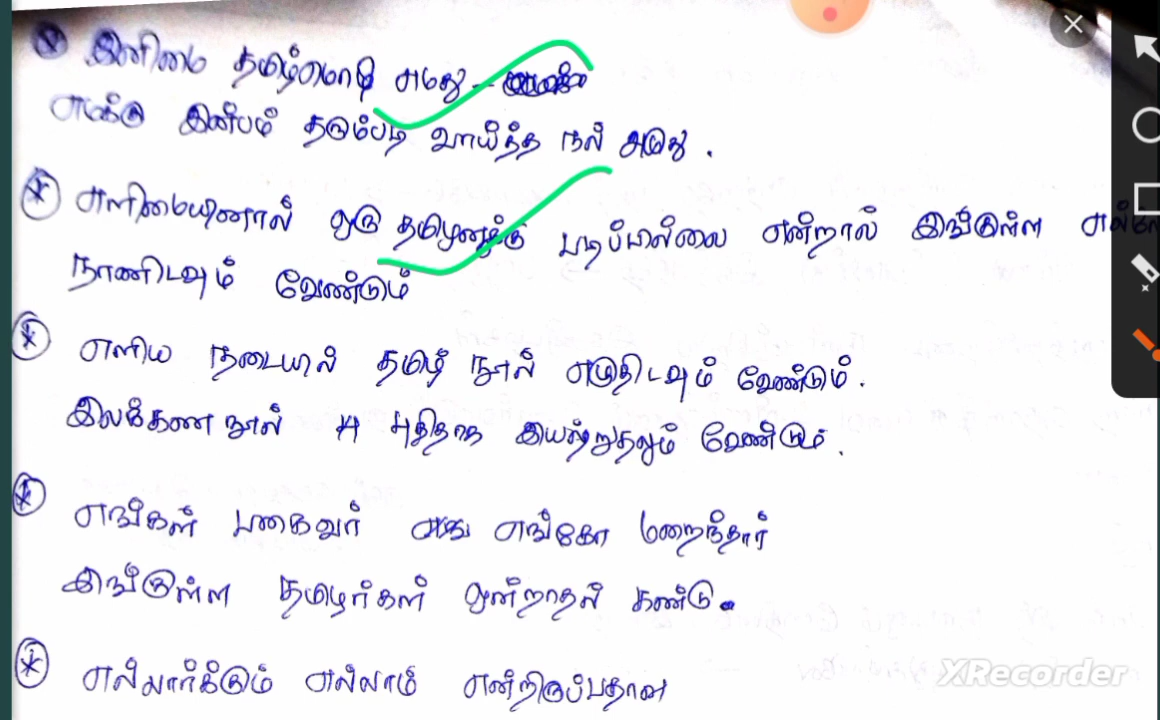 இனிமை தமிழ்மொழி எமது -
எமக்கு இன்பம் தரும்படி வாய்த்த நல் அமுது .
எளிமையினால் ஒரு தமிழனுக்கு படிப்பில்லை என்றால் இங்குள்ள
நாணிடவும் வேண்டும்
எளிய நடையில் தமிழ் நூல் எழுதிடவும் வேண்டும் .
இலக்கண நூல் புதிதாக இயற்றுதலும் வேண்டும் .
எங்கள் பகைவர் எங்கோ மறைந்தார்
இங்குள்ள தமிழர்கள் ஒன்றாதல் கண்டு .
எல்லார்க்கும் எல்லாம் என்றிருப்பதான
XRecorder